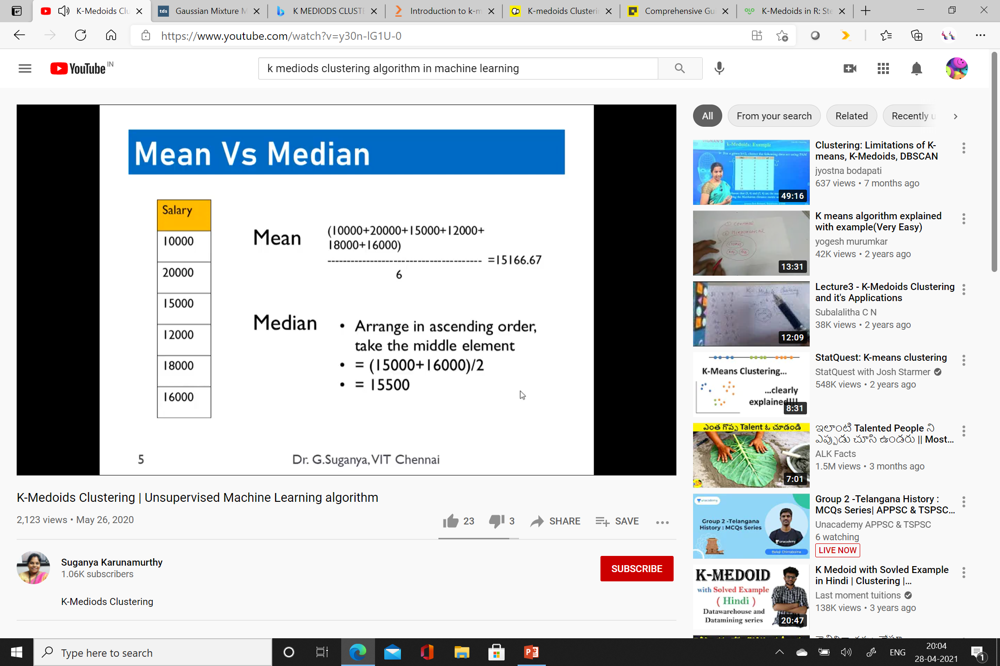 K-Medoids Clu
tds
Gaussian Mixture M
K MEDIODS CLUSTE
Introduction to k-m
K-medoids Clusterin
Comprehensive Gui
OLO
K-Medoids in R: Ste
https://www.youtube.com/watch?v=y30n-lG1U-0
YouTube IN
k mediods clustering algorithm in machine learning
Mean Vs Median
Salary
10000
20000
15000
12000
18000
16000
Mean
(10000+20000+15000+12000+
18000+16000)
------------------------------------- =15166.67
6
Median
• Arrange in ascending order,
take the middle element
• = (15000+16000)/2
• = 15500
5
Dr. G.Suganya,VIT Chennai
K-Medoids Clustering | Unsupervised Machine Learning algorithm
2,123 views • May 26, 2020
23
3
SHARE
SAVE
Suganya Karunamurthy
1.06K subscribers
SUBSCRIBE
K-Mediods Clustering
All
From your search
Related
Recently u
VIGNAN'S
k-Medoids: Example
49:16
Clustering: Limitations of K-
means, K-Medoids, DBSCAN
jyostna bodapati
637 views • 7 months ago
13:31
K means algorithm explained
with example(Very Easy)
yogesh murumkar
42K views • 2 years ago
12:09
Lecture3 - K-Medoids Clustering
and it's Applications
Subalalitha C N
38K views • 2 years ago
K-Means Clustering...
...clearly
explained!!!
8:31
StatQuest: K-means clustering
StatQuest with Josh Starmer
548K views • 2 years ago
ఎంత గొప్ప Talent ఓ చూడండి
7:01
ఇలాంటి Talented People ని
ఎప్పుడు చూసి ఉండరు || Most...
ALK Facts
1.5M views • 3 months ago
unacademy
Group 2 -Telangana
History : MCQs Series
unacademy
Balaji Chinnaboina
Group 2 -Telangana History :
MCQs Series| APPSC & TSPSC...
Unacademy APPSC & TSPSC
6 watching
LIVE NOW
K-MEDOID
with Solved Example
( Hindi )
Datawarehouse and
Datamining series
20:47
K Medoid with Sovled Example
in Hindi | Clustering |...
Last moment tuitions
138K views • 3 years ago
Type here to search
ENG
20:04
28-04-2021
1